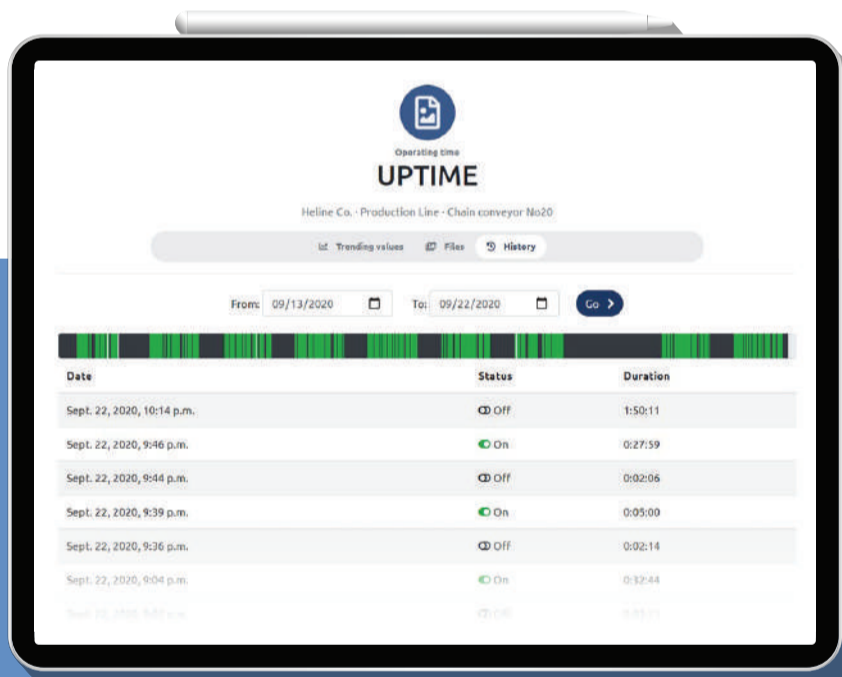 Operating time
UPTIME
Heline Co. · Production Line · Chain conveyor No20
Trending values Files History
From: 09/13/2020 To: 09/22/2020 Go
Date Status Duration
Sept. 22, 2020, 10:14 p.m. Off 1:50:11
Sept. 22, 2020, 9:46 p.m. On 0:27:59
Sept. 22, 2020, 9:44 p.m. Off 0:02:06
Sept. 22, 2020, 9:39 p.m. On 0:05:00
Sept. 22, 2020, 9:36 p.m. Off 0:02:14
Sept. 22, 2020, 9:04 p.m. On 0:32:44
Sept. 22, 2020, p.m. Off